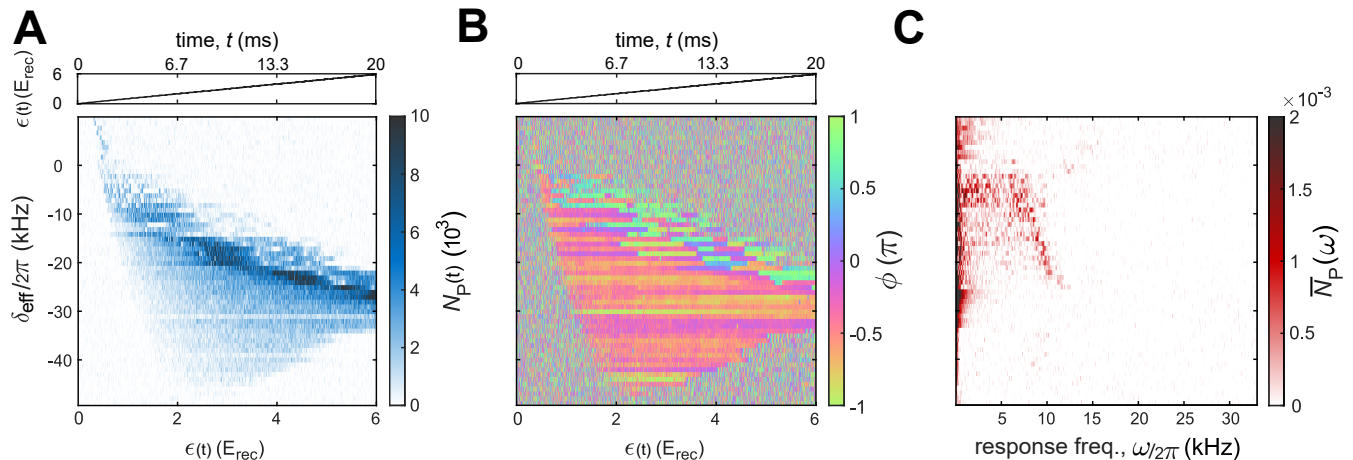 A
time, t (ms)
0 6.7 13.3 20
ϵ(t) (E_rec)
6
0
δ_eff/2π (kHz)
0
-10
-20
-30
-40
0 2 4 6
ϵ(t) (E_rec)
10
8
6
4
2
0
N_P(t) (10³)
B
time, t (ms)
0 6.7 13.3 20
0 2 4 6
ϵ(t) (E_rec)
1
0.5
0
-0.5
-1
ϕ (π)
C
5 10 15 20 25 30
response freq., ω/2π (kHz)
×10⁻³
2
1.5
1
0.5
0
N̅_P(ω)